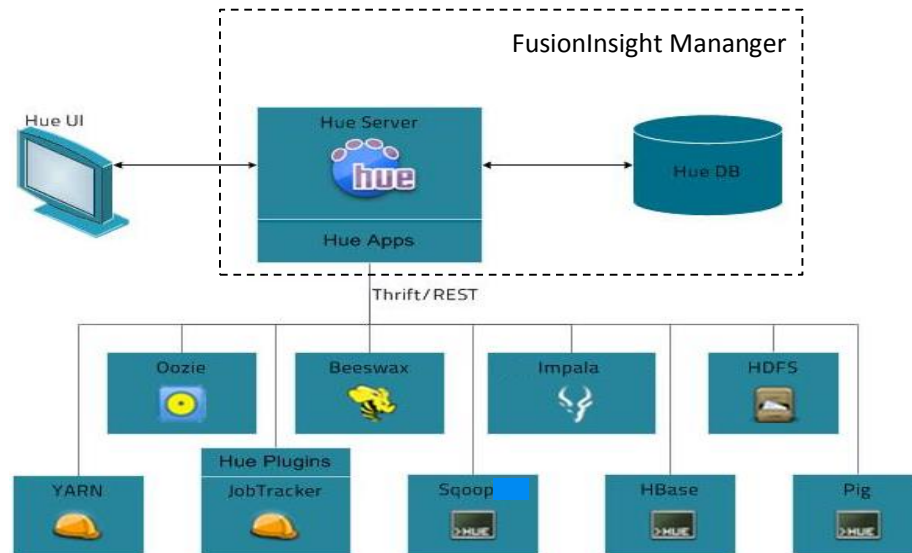 FusionInsight Mananger
Hue UI
Hue Server
hue
Hue DB
Hue Apps
Thrift/REST
Oozie
Beeswax
Impala
HDFS
Hue Plugins
YARN
JobTracker
Sqoop
HBase
Pig
>HUE
>HUE
>HUE